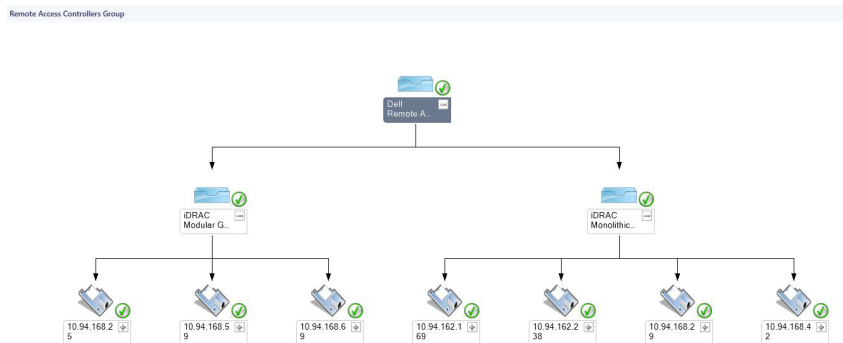 Remote Access Controllers Group
Dell
Remote A..
iDRAC
Modular G..
iDRAC
Monolithic..
10.94.168.2
5
10.94.168.5
9
10.94.168.6
9
10.94.162.1
69
10.94.162.2
38
10.94.168.2
9
10.94.168.4
2